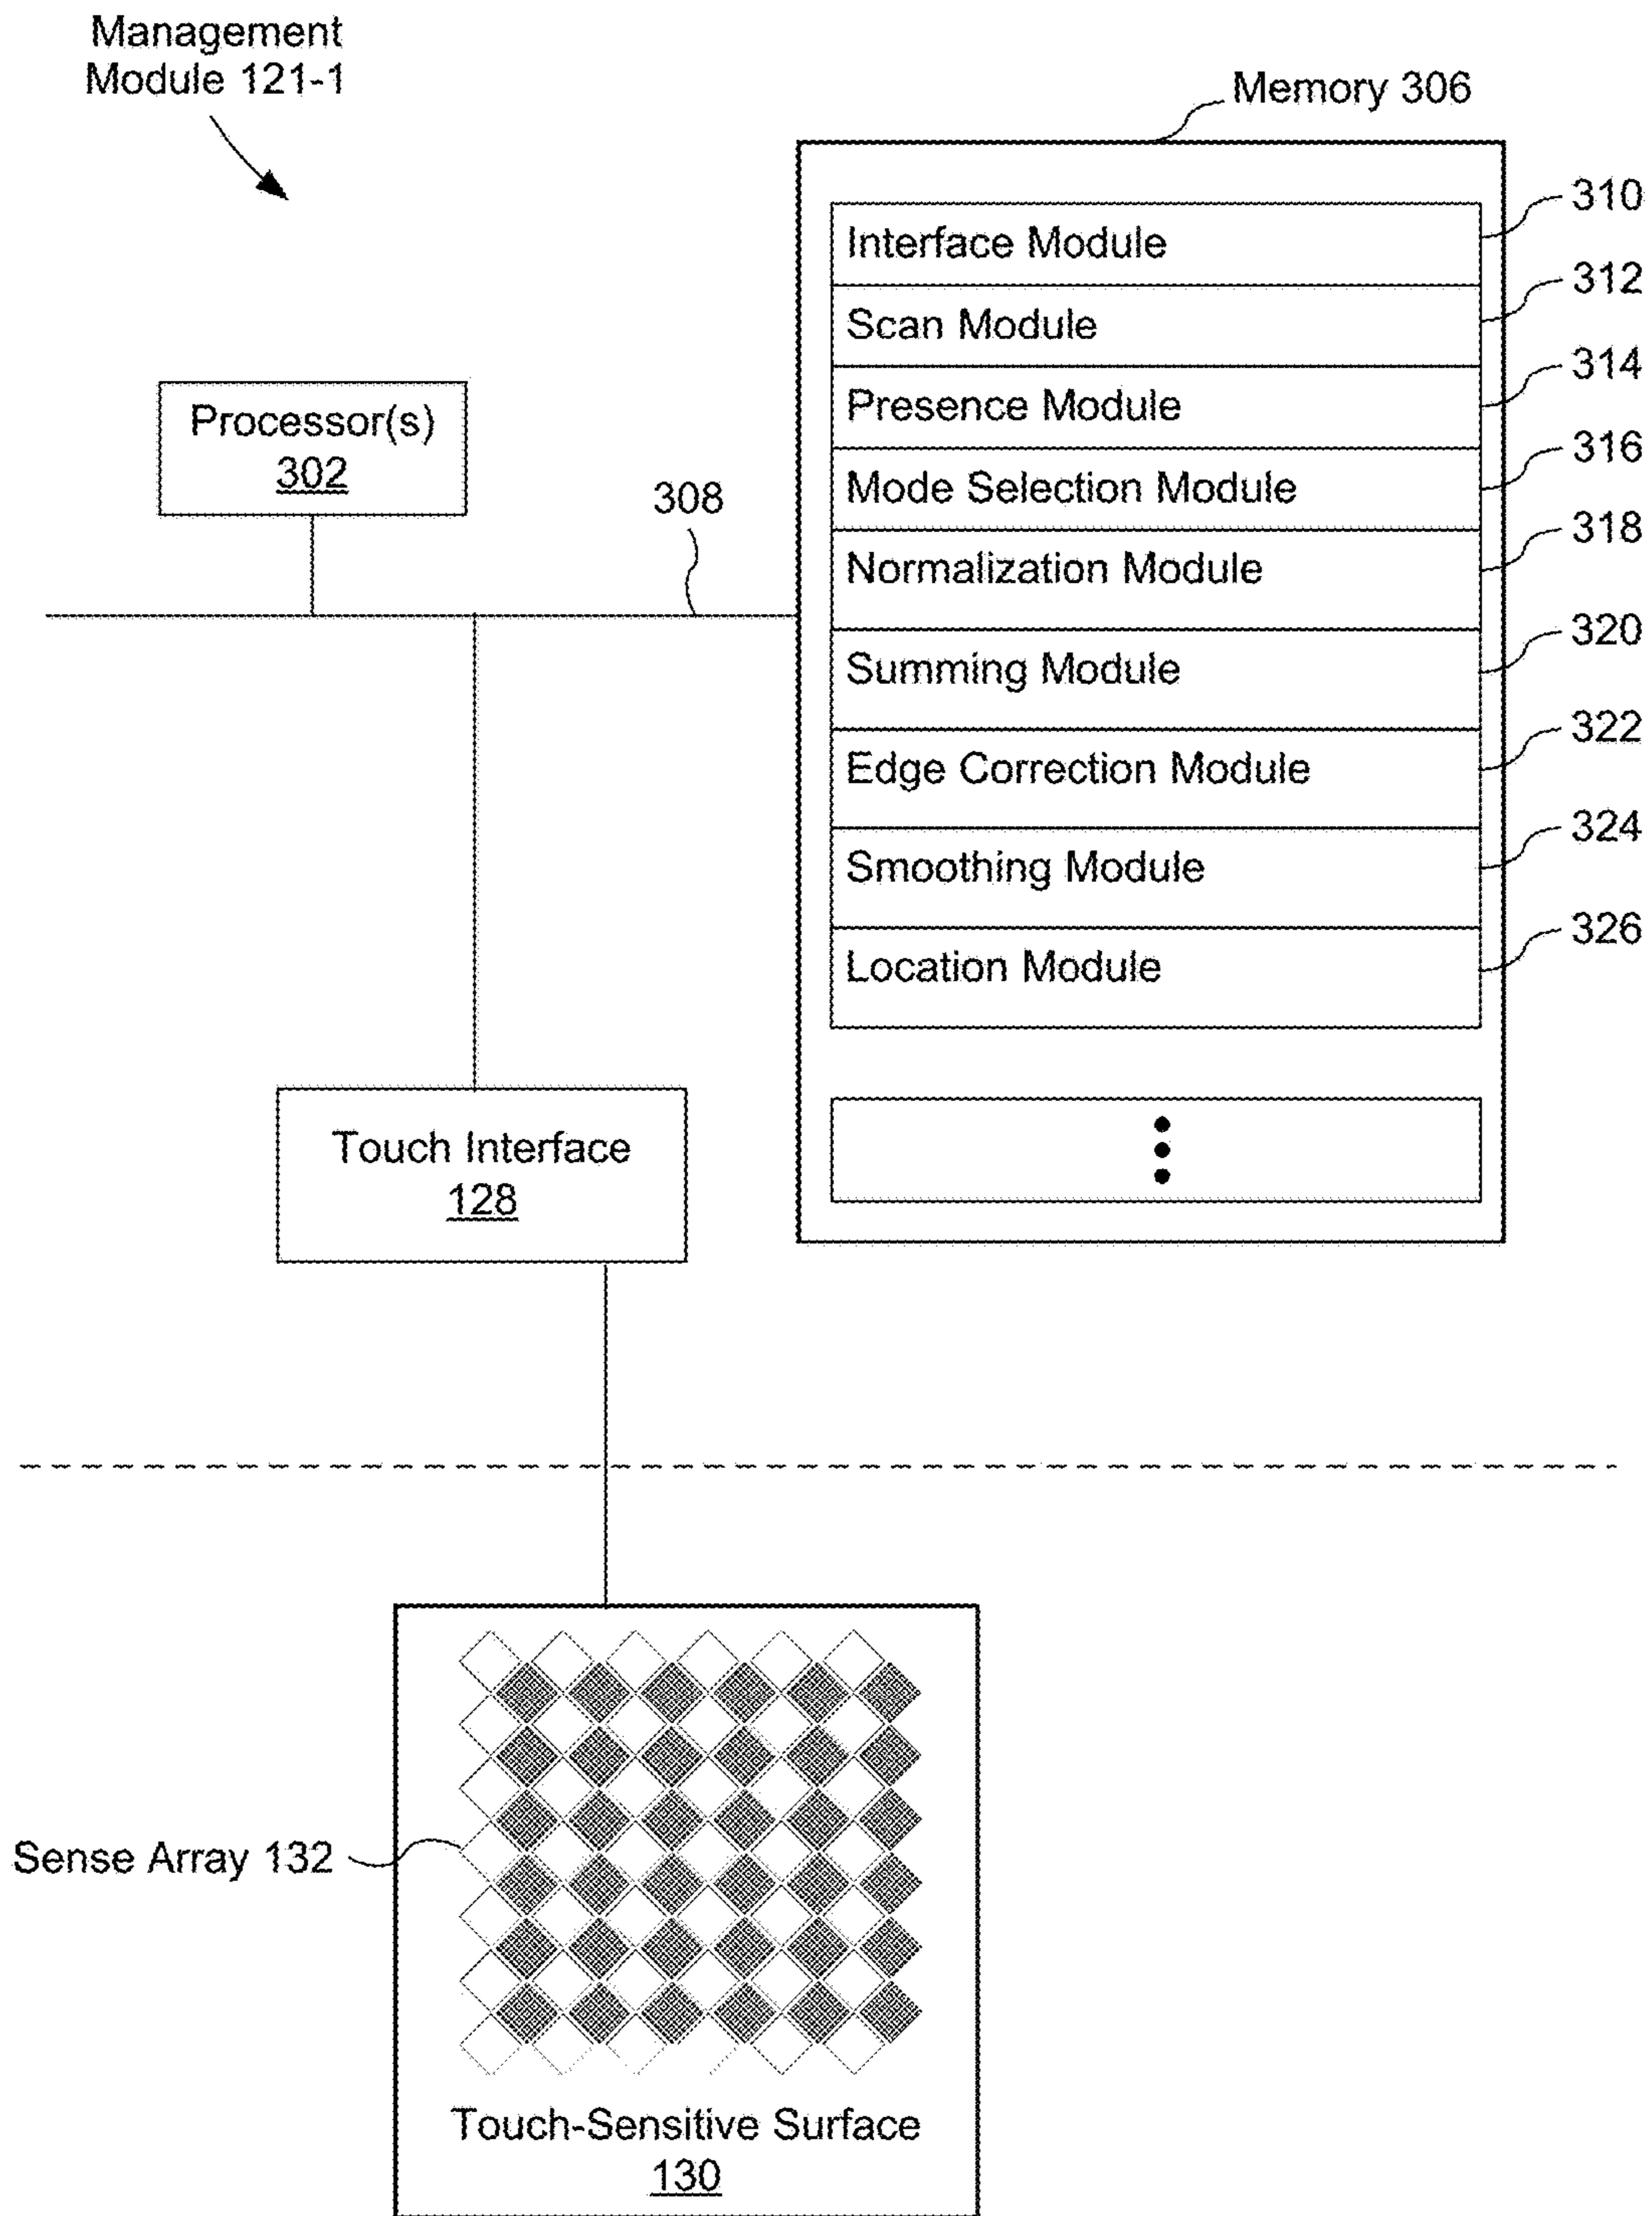 Management
Module 121-1
Memory 306
310
Interface Module
312
Scan Module
314
Presence Module
316
Mode Selection Module
318
Normalization Module
320
Summing Module
322
Edge Correction Module
324
Smoothing Module
326
Location Module
Processor(s)
302
308
Touch Interface
128
Sense Array 132
Touch-Sensitive Surface
130